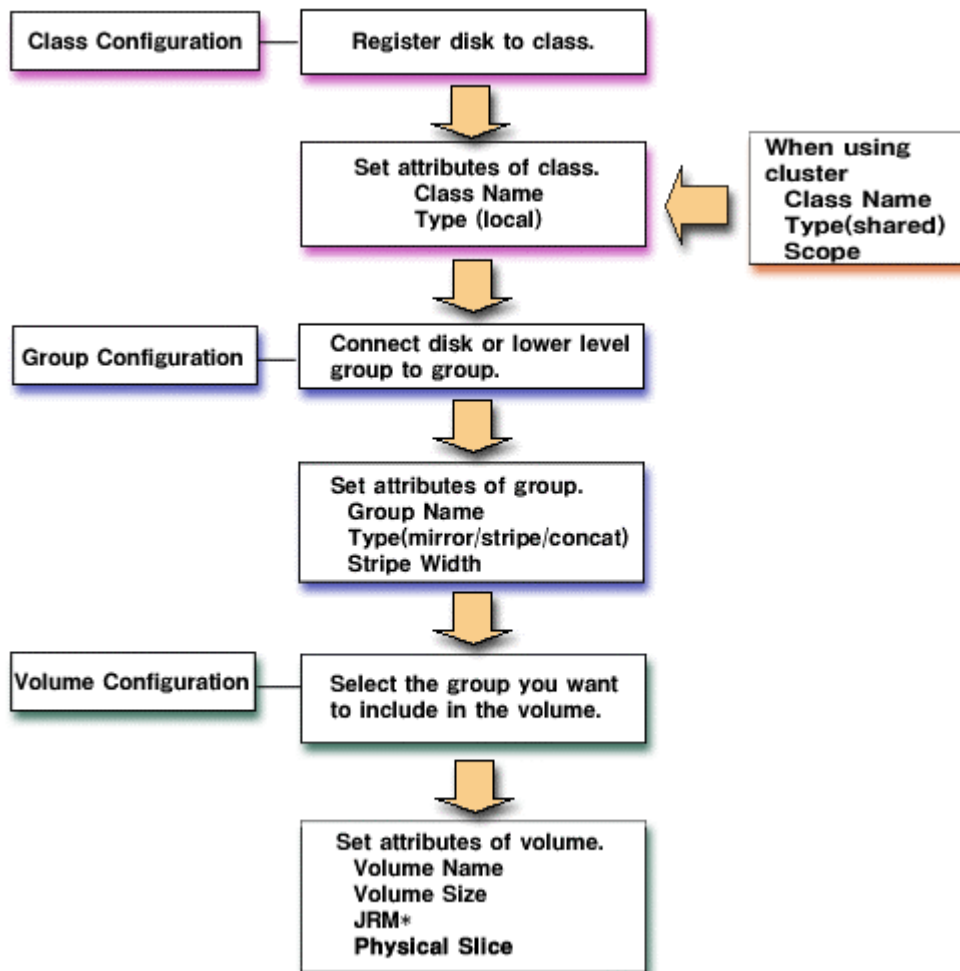 Class Configuration
Register disk to class.
Set attributes of class.
Class Name
Type (local)
When using
cluster
Class Name
Type(shared)
Scope
Group Configuration
Connect disk or lower level
group to group.
Set attributes of group.
Group Name
Type(mirror/stripe/concat)
Stripe Width
Volume Configuration
Select the group you want
to include in the volume.
Set attributes of volume.
Volume Name
Volume Size
JRM*
Physical Slice